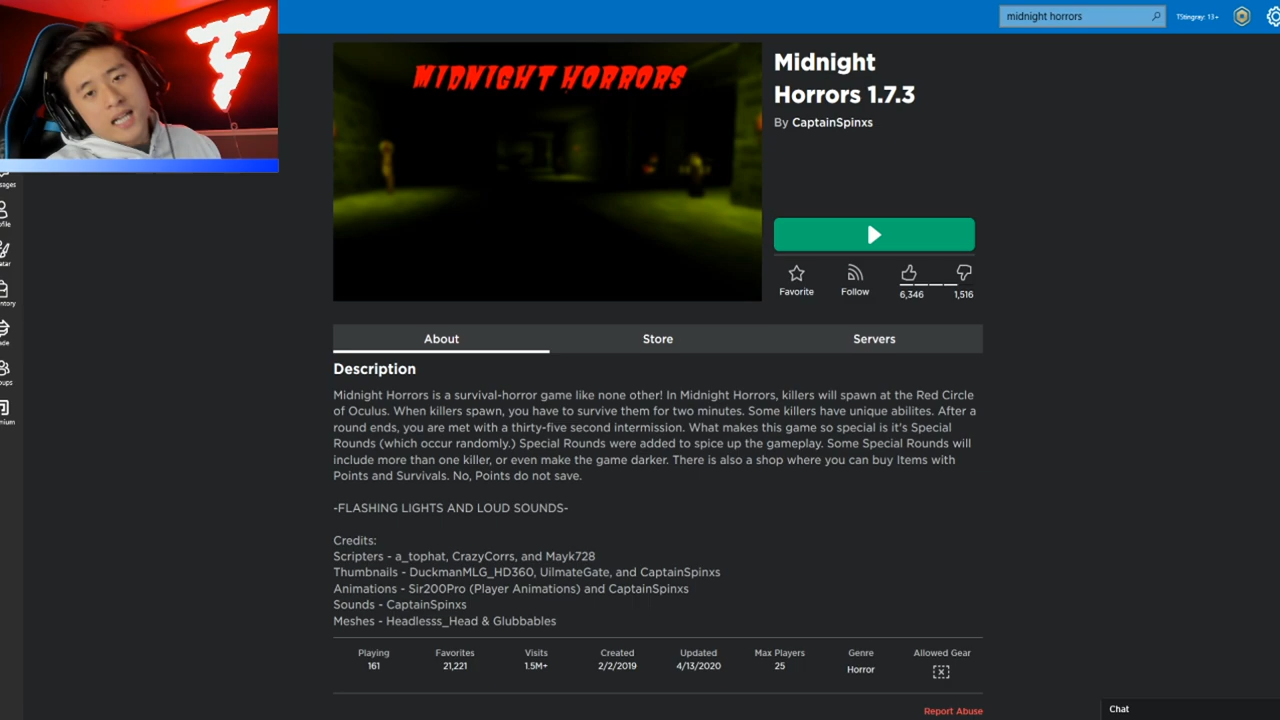 midnight horrors
TStingray: 13+
MIDNIGHT HORRORS
Midnight
Horrors 1.7.3
By CaptainSpinxs
Favorite
Follow
6,346
1,516
About
Store
Servers
Description
Midnight Horrors is a survival-horror game like none other! In Midnight Horrors, killers will spawn at the Red Circle
of Oculus. When killers spawn, you have to survive them for two minutes. Some killers have unique abilites. After a
round ends, you are met with a thirty-five second intermission. What makes this game so special is it's Special
Rounds (which occur randomly.) Special Rounds were added to spice up the gameplay. Some Special Rounds will
include more than one killer, or even make the game darker. There is also a shop where you can buy Items with
Points and Survivals. No, Points do not save.
-FLASHING LIGHTS AND LOUD SOUNDS-
Credits:
Scripters - a_tophat, CrazyCorrs, and Mayk728
Thumbnails - DuckmanMLG_HD360, UilmateGate, and CaptainSpinxs
Animations - Sir200Pro (Player Animations) and CaptainSpinxs
Sounds - CaptainSpinxs
Meshes - Headlesss_Head & Glubbables
Playing Favorites Visits Created Updated Max Players Genre Allowed Gear
161 21,221 1.5M+ 2/2/2019 4/13/2020 25 Horror
Report Abuse
Chat